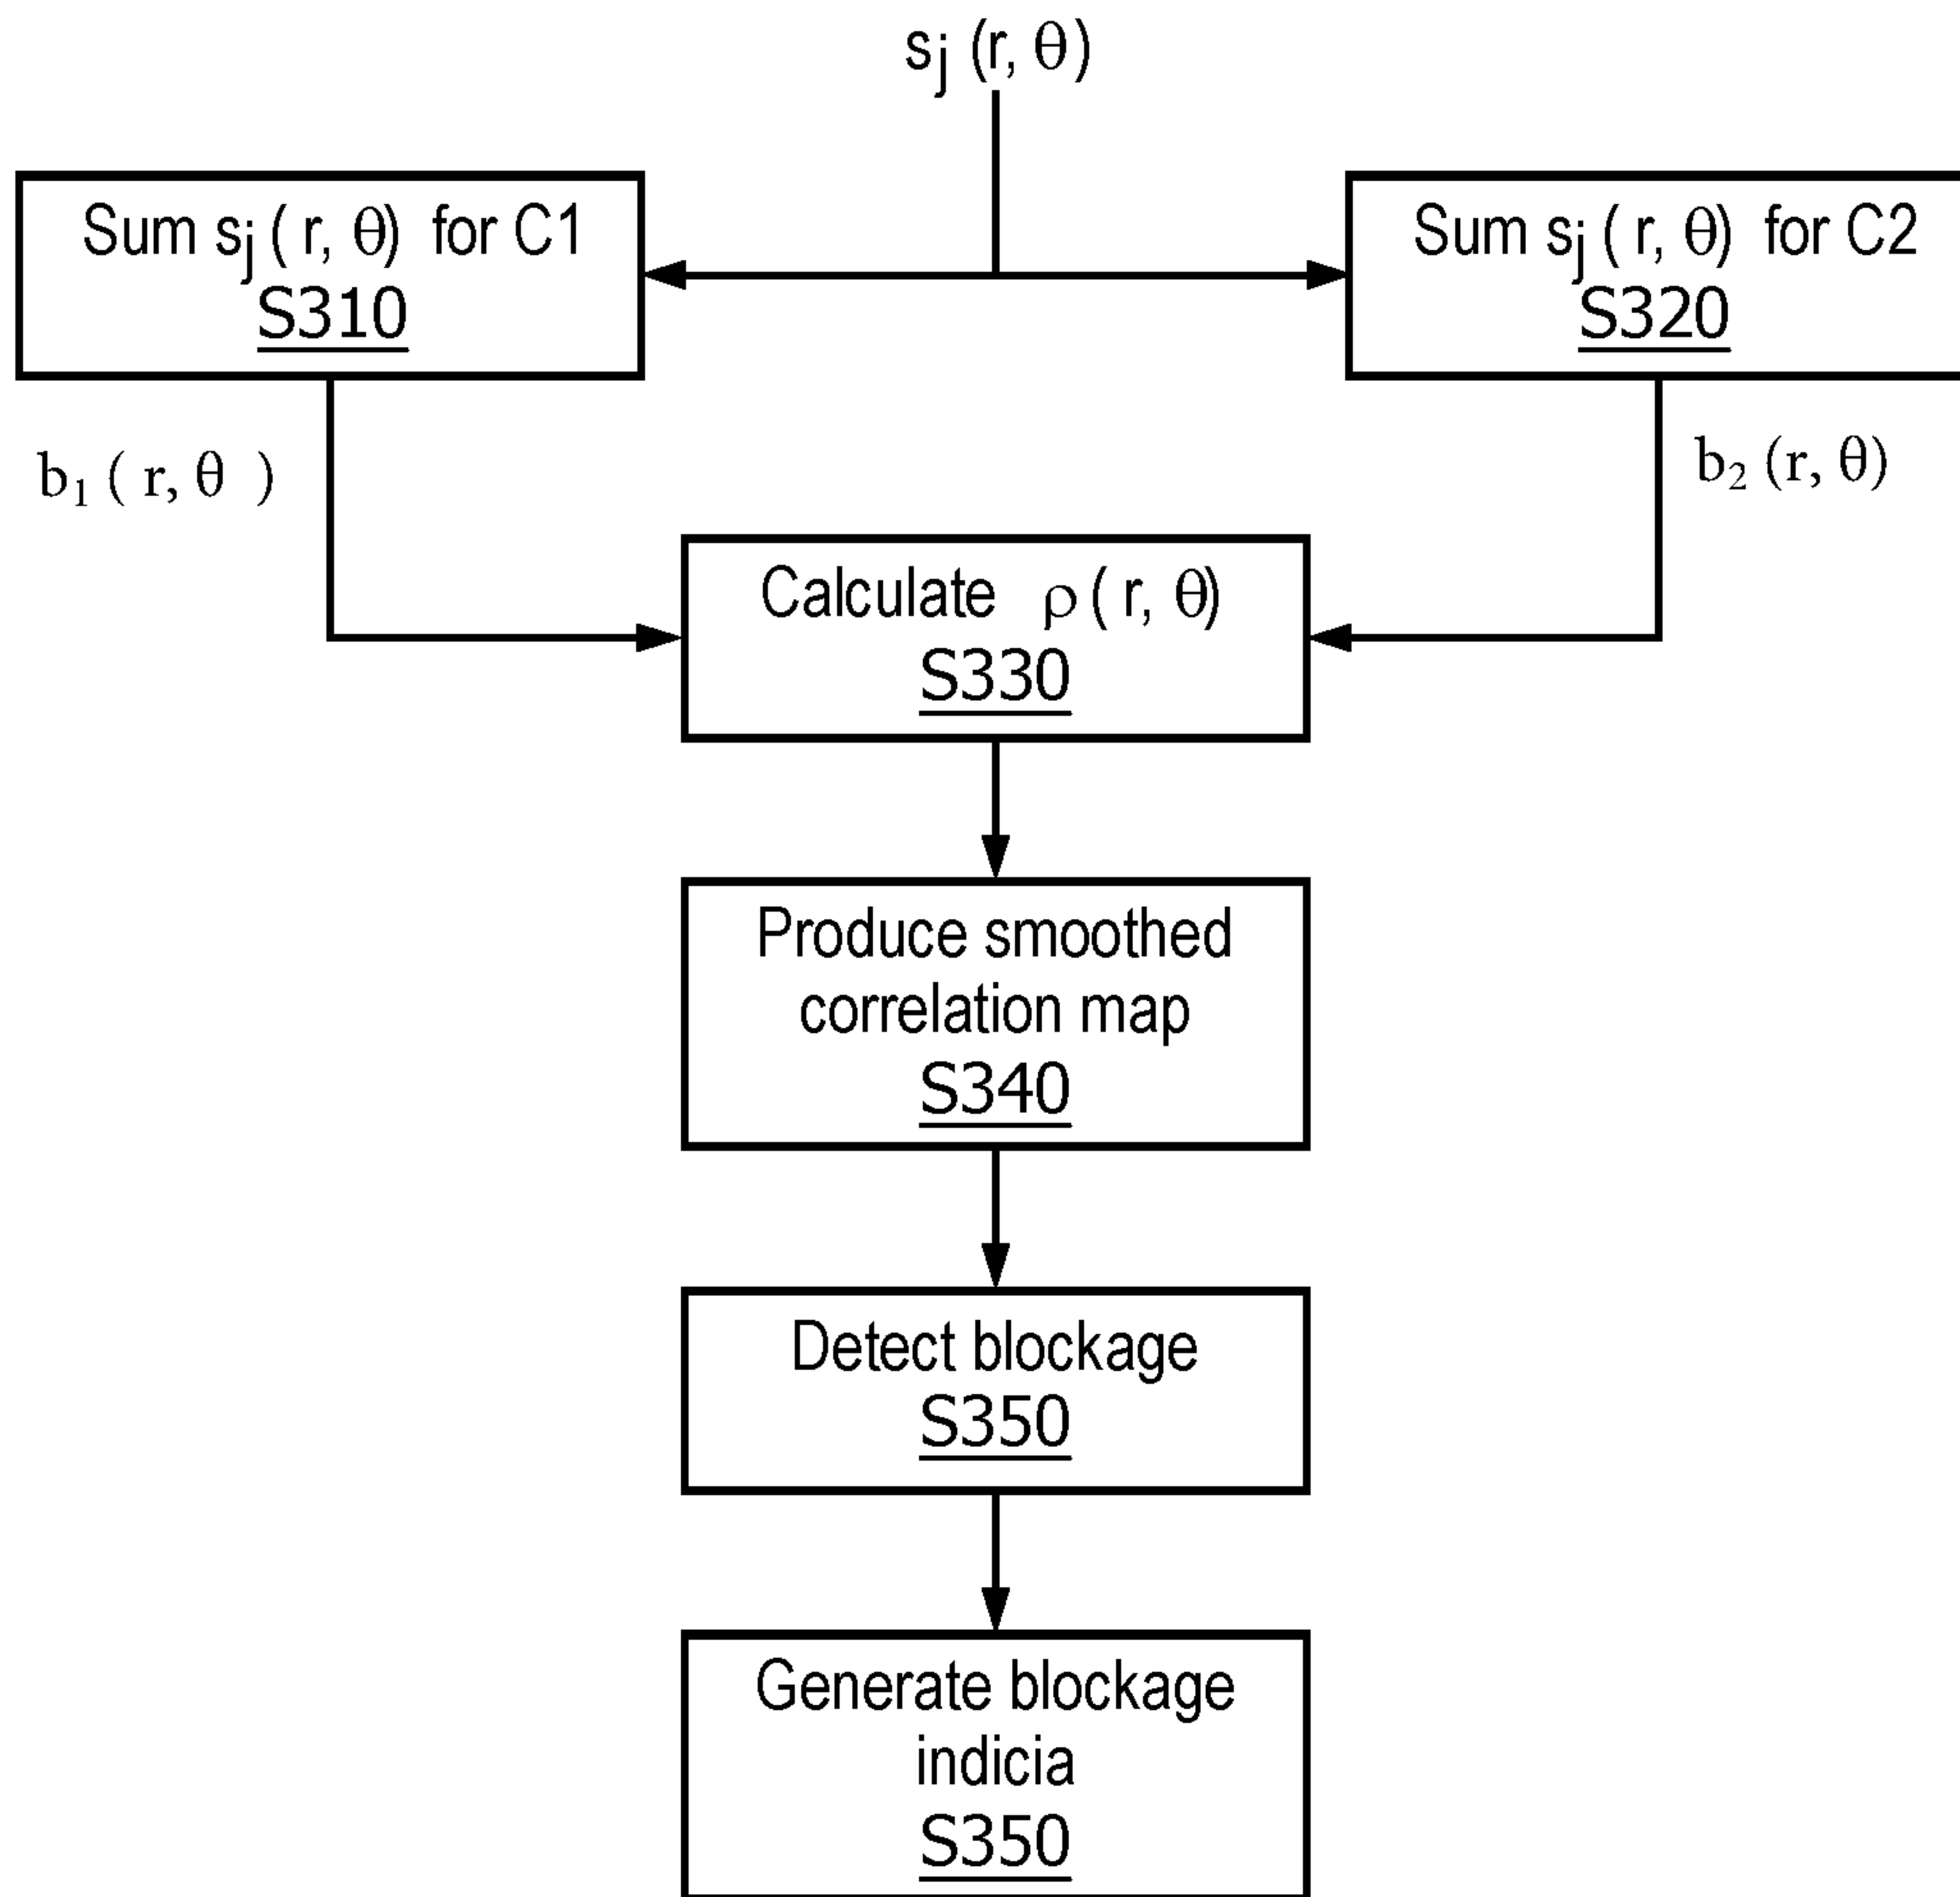 sj (r, θ)
Sum sj ( r, θ) for C1
S310
Sum sj ( r, θ) for C2
S320
b1 ( r, θ )
b2 (r, θ)
Calculate ρ ( r, θ)
S330
Produce smoothed
correlation map
S340
Detect blockage
S350
Generate blockage
indicia
S350